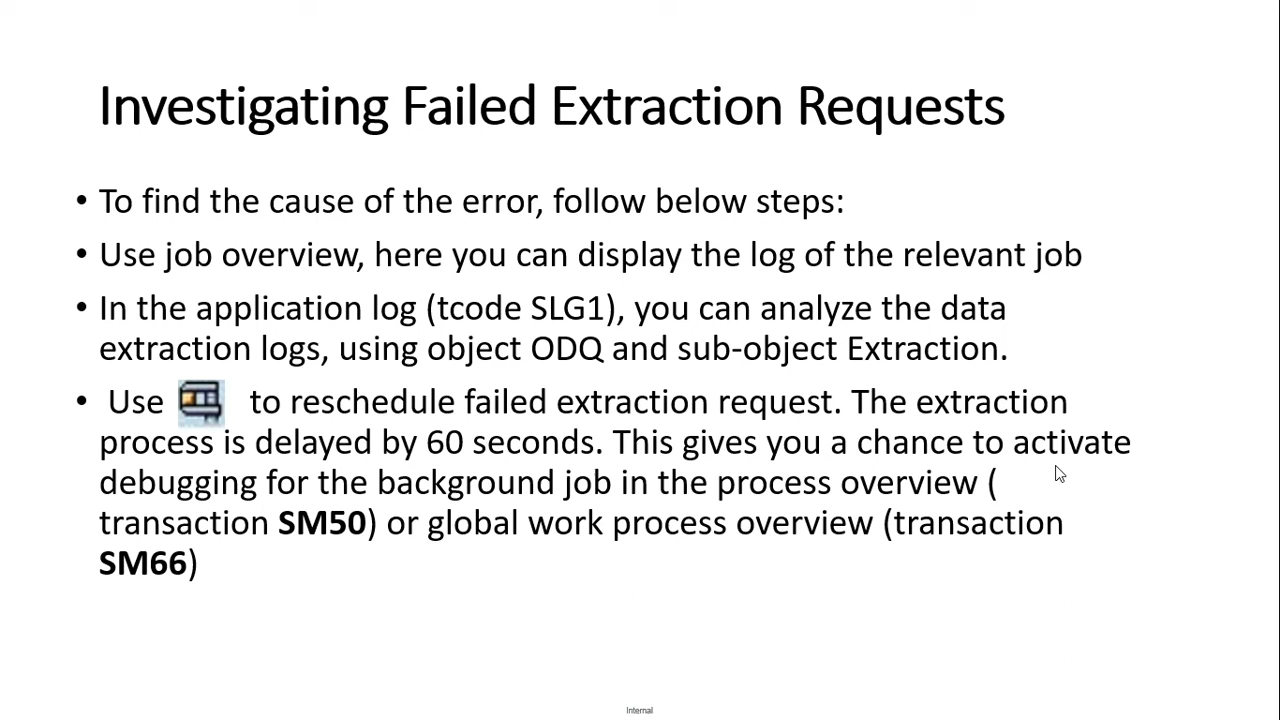 Investigating Failed Extraction Requests
• To find the cause of the error, follow below steps:
• Use job overview, here you can display the log of the relevant job
• In the application log (tcode SLG1), you can analyze the data
extraction logs, using object ODQ and sub-object Extraction.
• Use to reschedule failed extraction request. The extraction
process is delayed by 60 seconds. This gives you a chance to activate
debugging for the background job in the process overview (
transaction SM50) or global work process overview (transaction
SM66)
Internal